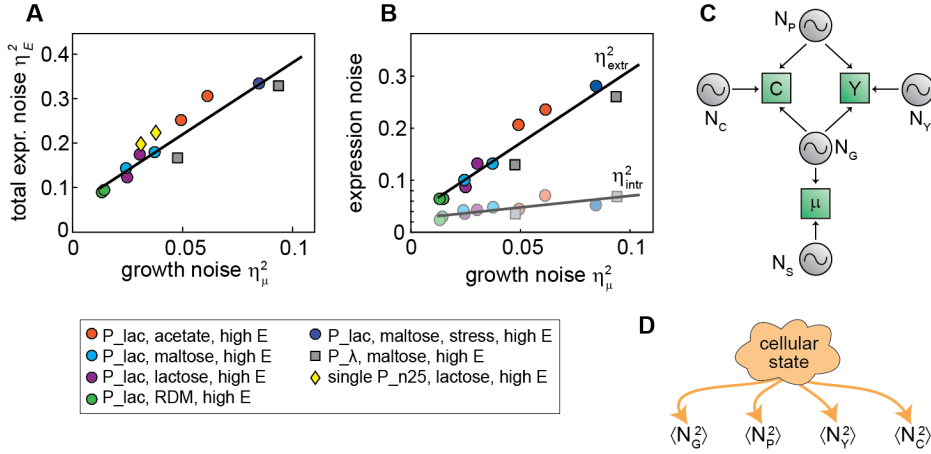 A
total expr. noise η²_E
0.4
0.3
0.2
0.1
0
0
0.05
0.1
growth noise η²_μ
B
expression noise
0.3
0.2
0.1
0
0
0.05
0.1
growth noise η²_μ
η²_extr
η²_intr
C
N_P
N_C
C
Y
N_Y
N_G
μ
N_S
P_lac, acetate, high E
P_lac, maltose, high E
P_lac, lactose, high E
P_lac, RDM, high E
P_lac, maltose, stress, high E
P_λ, maltose, high E
single P_n25, lactose, high E
D
cellular
state
⟨N²_G⟩ ⟨N²_P⟩ ⟨N²_Y⟩ ⟨N²_C⟩